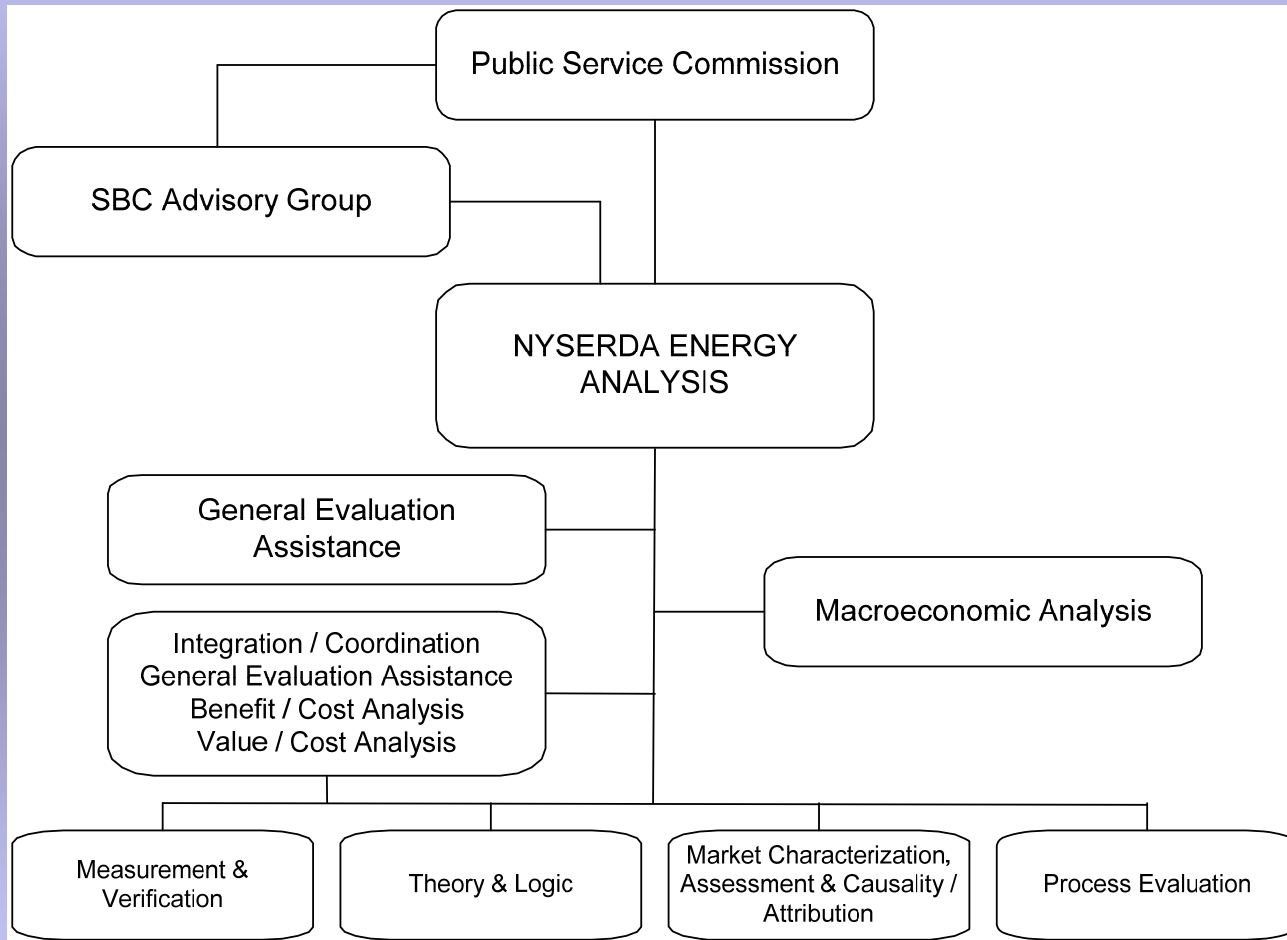 Public Service Commission
SBC Advisory Group
NYSERDA ENERGY
ANALYSIS
General Evaluation
Assistance
Macroeconomic Analysis
Integration / Coordination
General Evaluation Assistance
Benefit / Cost Analysis
Value / Cost Analysis
Measurement &
Verification
Theory & Logic
Market Characterization,
Assessment & Causality /
Attribution
Process Evaluation